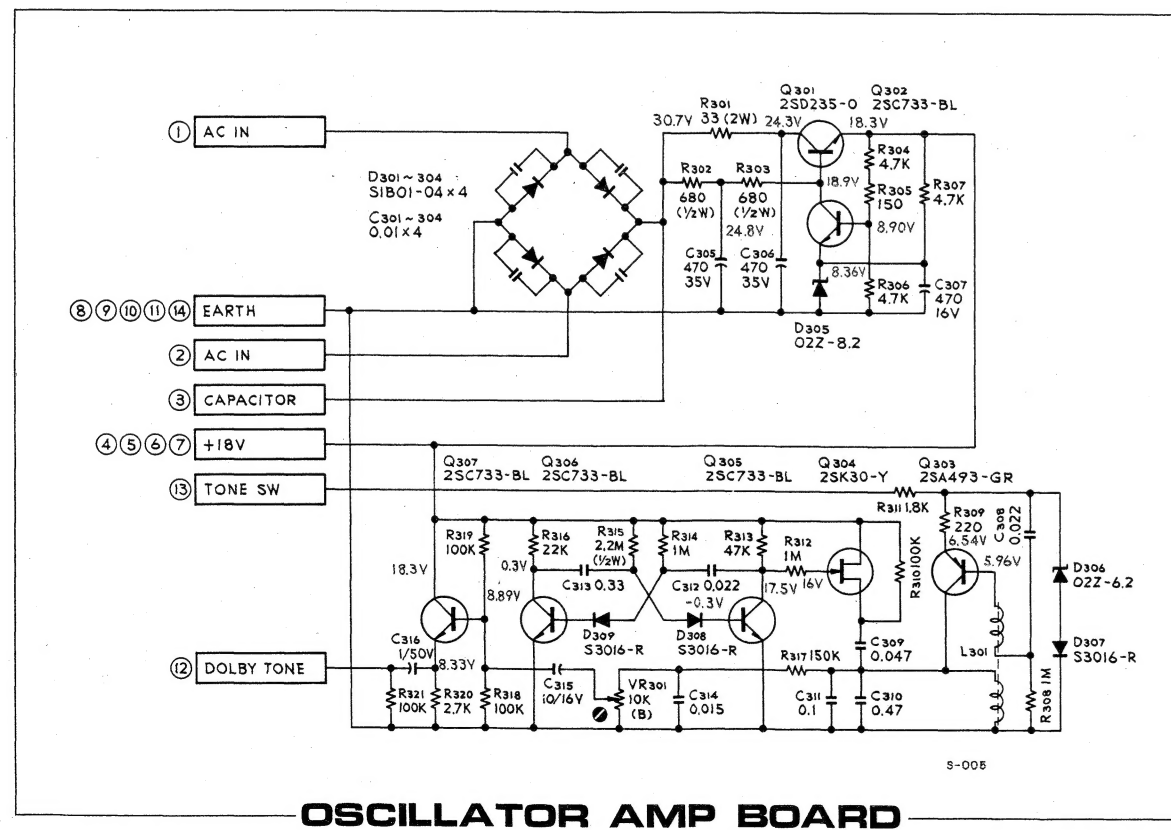 Q301
2SD235-O
Q302
2SC733-BL
R301
33 (2W)
30.7V
24.3V
18.3V
① AC IN
D301~304
S1B01-04×4
C301~304
0.01×4
R302
680
(½W)
R303
680
(½W)
R304
4.7K
R305
150
R307
4.7K
18.9V
8.90V
24.8V
C305
470
35V
C306
470
35V
8.36V
R306
4.7K
C307
470
16V
D305
02Z-8.2
⑧ ⑨ ⑩ ⑪ ⑭ EARTH
② AC IN
③ CAPACITOR
④ ⑤ ⑥ ⑦ +18V
⑬ TONE SW
Q307
2SC733-BL
Q306
2SC733-BL
Q305
2SC733-BL
Q304
2SK30-Y
Q303
2SA493-GR
R311 1.8K
R319
100K
R316
22K
R315
2.2M
(½W)
R314
1M
R313
47K
R312
1M
R310 100K
R309
220
C308
0.022
6.54V
5.96V
18.3V
0.3V
8.89V
C313 0.33
C312 0.022
-0.3V
17.5V
16V
D306
02Z-6.2
D309
S3016-R
D308
S3016-R
C309
0.047
L301
D307
S3016-R
C316
1/50V
⑫ DOLBY TONE
8.33V
R317 150K
R321
100K
R320
2.7K
R318
100K
C315
10/16V
VR301
10K
(B)
C314
0.015
C311
0.1
C310
0.47
R308 1M
S-005
OSCILLATOR AMP BOARD